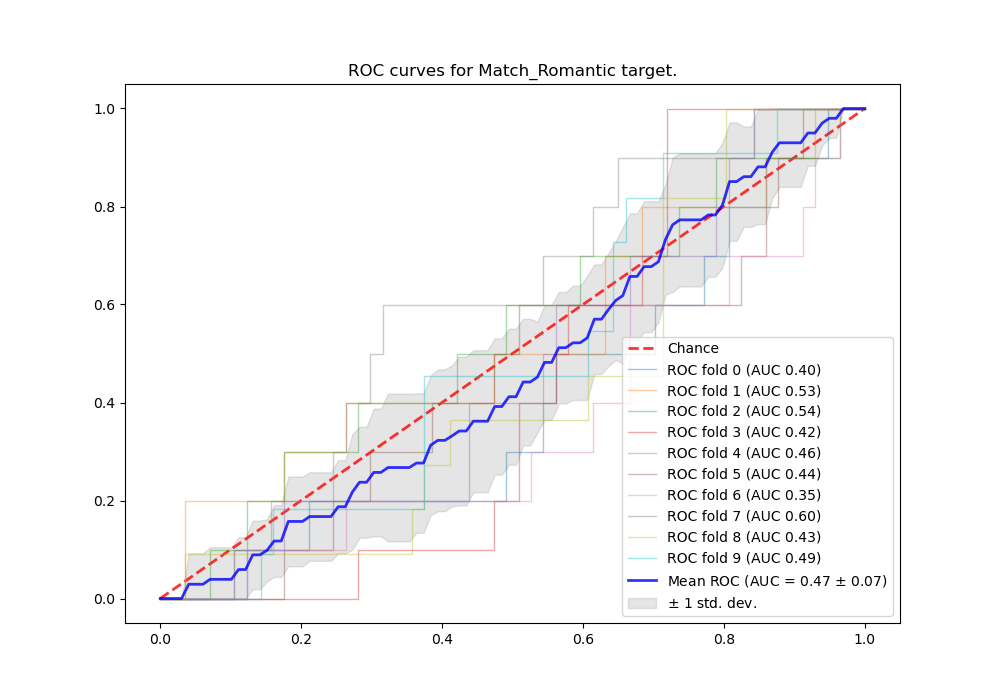 ROC curves for Match_Romantic target.
1.0
0.8
0.6
0.4
0.2
0.0
0.0 0.2 0.4 0.6 0.8 1.0
Chance
ROC fold 0 (AUC 0.40)
ROC fold 1 (AUC 0.53)
ROC fold 2 (AUC 0.54)
ROC fold 3 (AUC 0.42)
ROC fold 4 (AUC 0.46)
ROC fold 5 (AUC 0.44)
ROC fold 6 (AUC 0.35)
ROC fold 7 (AUC 0.60)
ROC fold 8 (AUC 0.43)
ROC fold 9 (AUC 0.49)
Mean ROC (AUC = 0.47 ± 0.07)
± 1 std. dev.